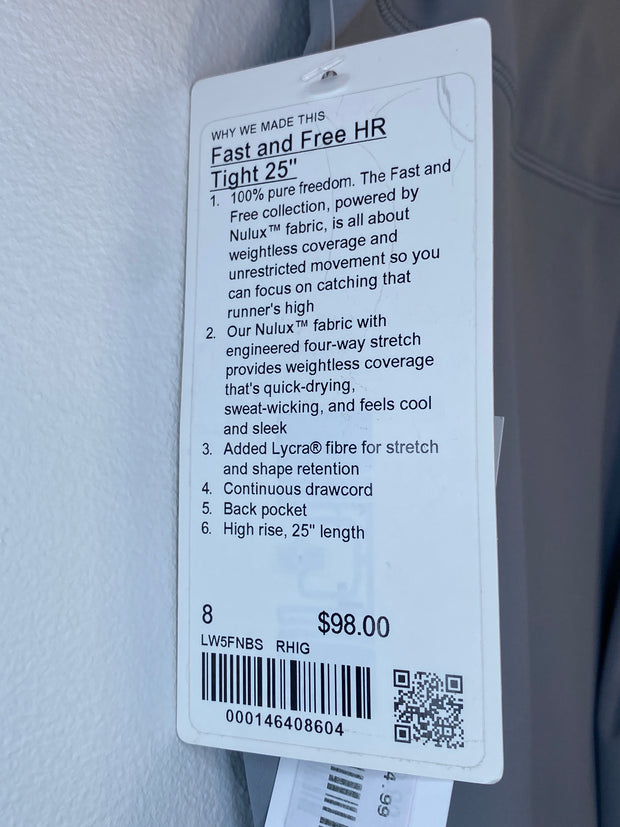 WHY WE MADE THIS
Fast and Free HR
Tight 25"
1. 100% pure freedom. The Fast and
Free collection, powered by
Nulux™ fabric, is all about
weightless coverage and
unrestricted movement so you
can focus on catching that
runner's high
2. Our Nulux™ fabric with
engineered four-way stretch
provides weightless coverage
that's quick-drying,
sweat-wicking, and feels cool
and sleek
3. Added Lycra® fibre for stretch
and shape retention
4. Continuous drawcord
5. Back pocket
6. High rise, 25" length
8 $98.00
LW5FNBS RHIG
000146408604
4.99